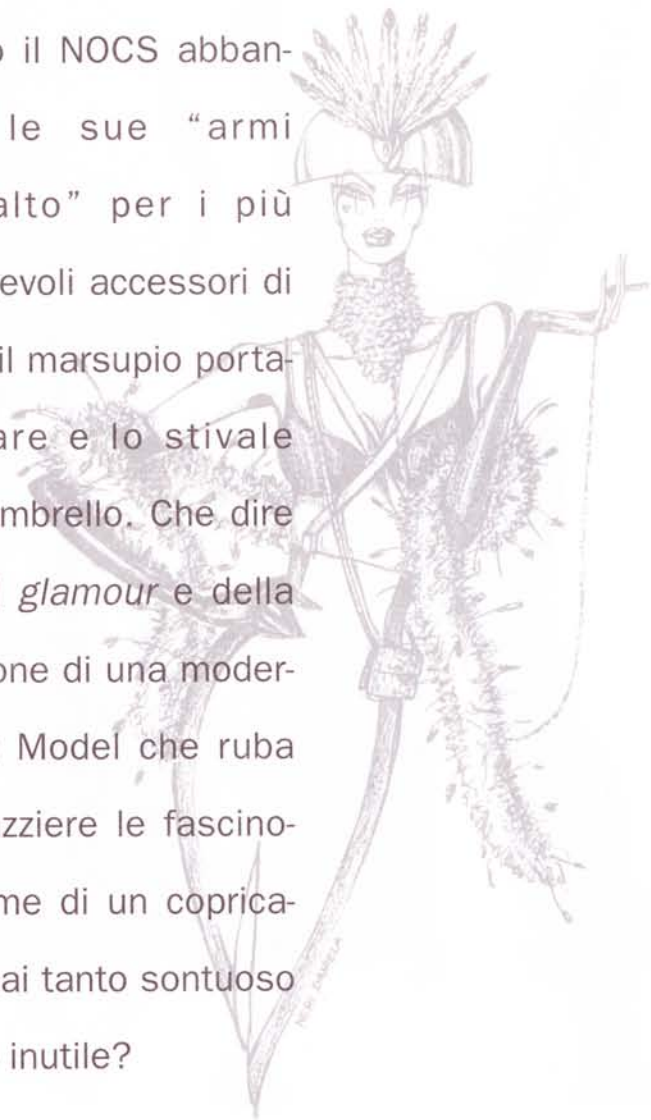 o il NOCS abban-
le sue “armi
alto” per i più
evoli accessori di
il marsupio porta-
are e lo stivale
mbrello. Che dire
glamour e della
one di una moder-
Model che ruba
zziere le fascino-
me di un coprica-
ai tanto sontuoso
inutile?
NERI DANIELA